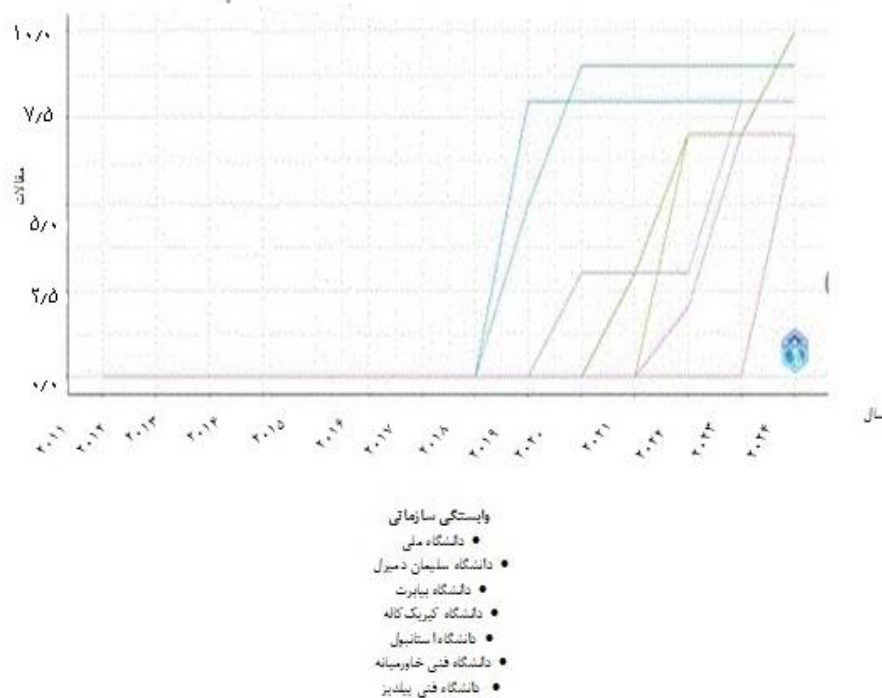 ۱۰/۰
۷/۵
۵/۰
۲/۵
۰/۰
مقالات
۲۰۱۱
۲۰۱۲
۲۰۱۳
۲۰۱۴
۲۰۱۵
۲۰۱۶
۲۰۱۷
۲۰۱۸
۲۰۱۹
۲۰۲۰
۲۰۲۱
۲۰۲۲
۲۰۲۳
۲۰۲۴
سال
وابستگی سازمانی
● دانشگاه ملی
● دانشگاه سلیمان دمیرل
● دانشگاه بیابرت
● دانشگاه کیریک کاله
● دانشگاه استانبول
● دانشگاه فنی خاورمیانه
● دانشگاه فنی ییلدیز